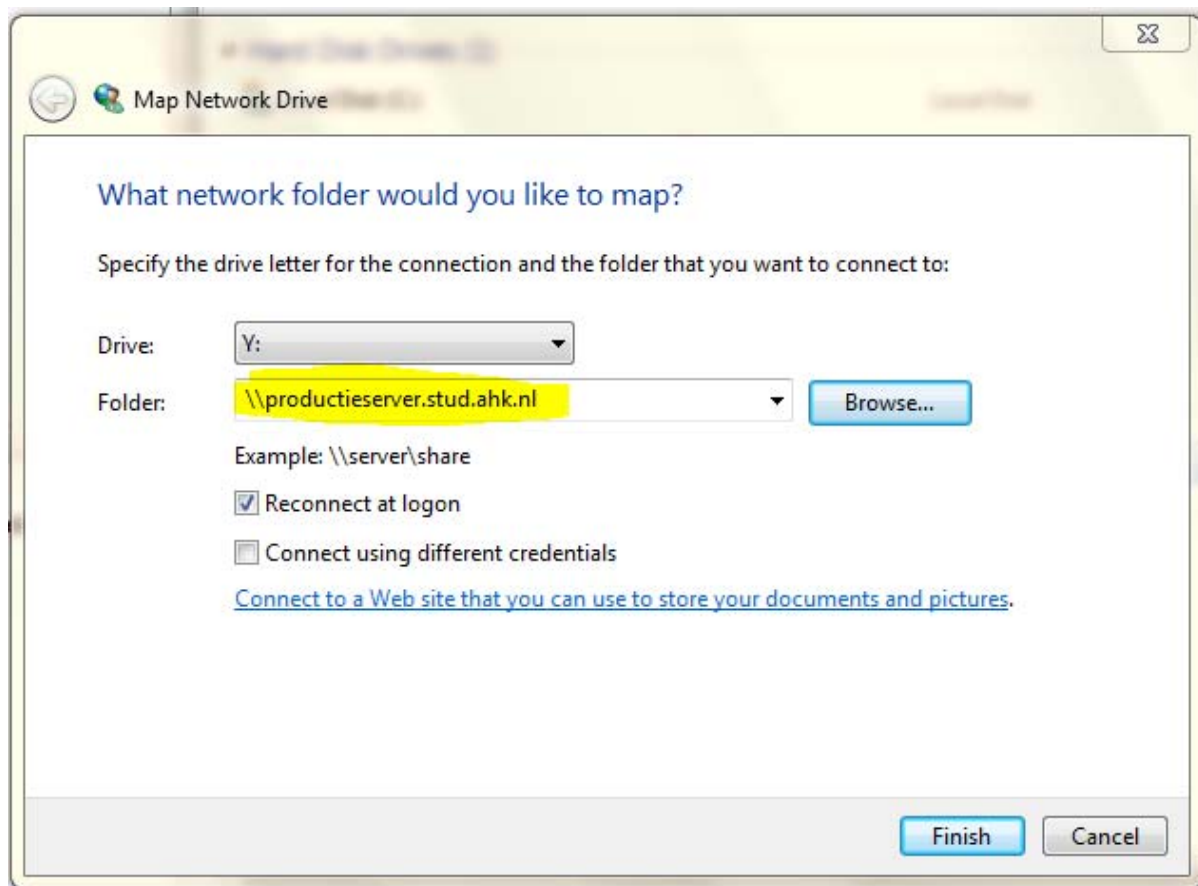 Map Network Drive
What network folder would you like to map?
Specify the drive letter for the connection and the folder that you want to connect to:
Drive: Y:
Folder: \\productieserver.stud.ahk.nl Browse...
Example: \\server\share
Reconnect at logon
Connect using different credentials
Connect to a Web site that you can use to store your documents and pictures.
Finish Cancel